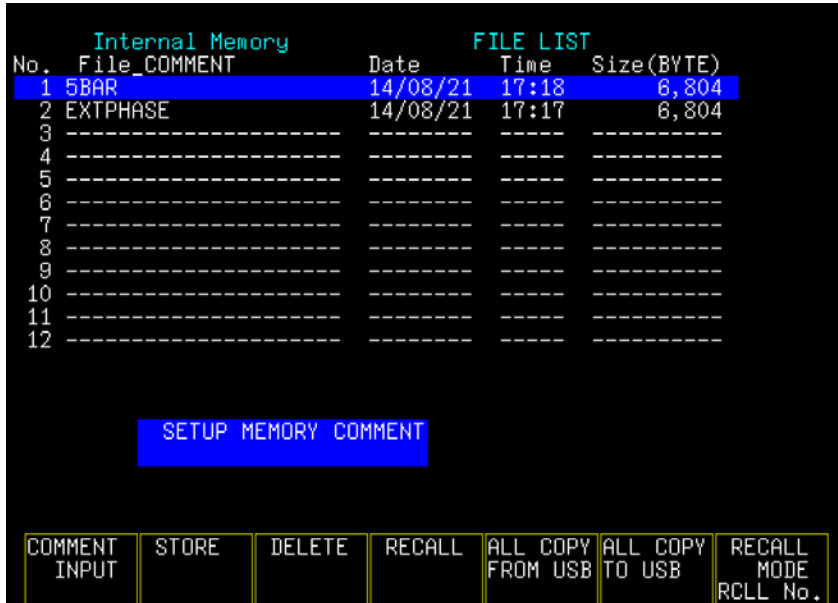 Internal Memory FILE LIST
No. File_COMMENT Date Time Size(BYTE)
1 5BAR 14/08/21 17:18 6,804
2 EXTPHASE 14/08/21 17:17 6,804
3 --------------------- -------- ----- ----------
4 --------------------- -------- ----- ----------
5 --------------------- -------- ----- ----------
6 --------------------- -------- ----- ----------
7 --------------------- -------- ----- ----------
8 --------------------- -------- ----- ----------
9 --------------------- -------- ----- ----------
10 --------------------- -------- ----- ----------
11 --------------------- -------- ----- ----------
12 --------------------- -------- ----- ----------
SETUP MEMORY COMMENT
COMMENT STORE DELETE RECALL ALL COPY ALL COPY RECALL
INPUT FROM USB TO USB MODE
RCLL No.